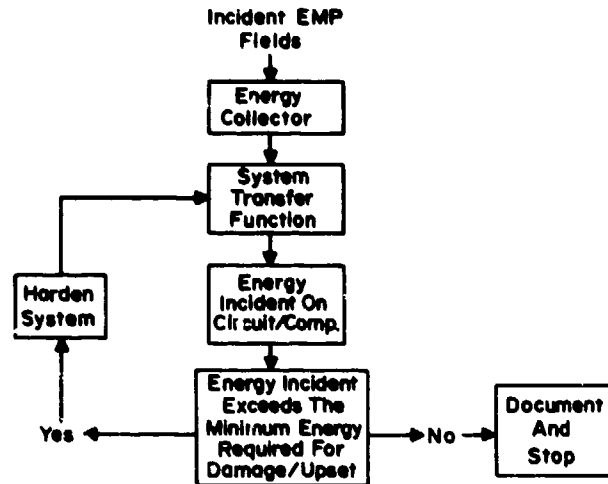 Incident EMP
Fields
Energy
Collector
System
Transfer
Function
Energy
Incident On
Circuit/Comp.
Harden
System
Energy Incident
Exceeds The
Minimum Energy
Required For
Damage/Upset
Yes
No
Document
And
Stop